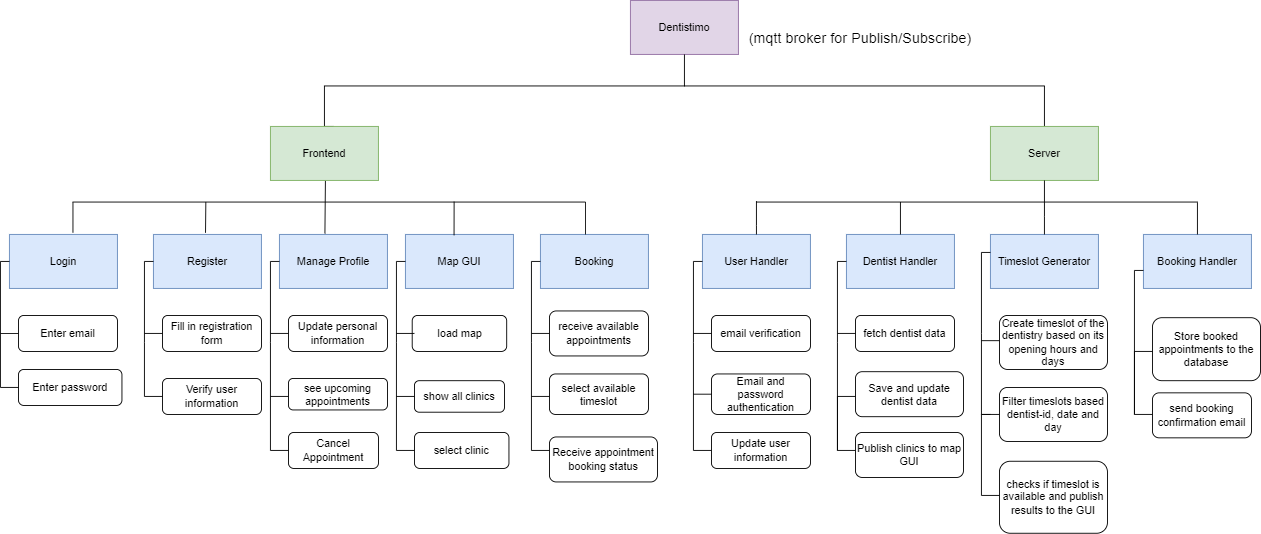 Dentistimo
(mqtt broker for Publish/Subscribe)
Frontend
Server
Login
Register
Manage Profile
Map GUI
Booking
User Handler
Dentist Handler
Timeslot Generator
Booking Handler
Enter email
Enter password
Fill in registration
form
Verify user
information
Update personal
information
see upcoming
appointments
Cancel
Appointment
load map
show all clinics
select clinic
receive available
appointments
select available
timeslot
Receive appointment
booking status
email verification
Email and
password
authentication
Update user
information
fetch dentist data
Save and update
dentist data
Publish clinics to map
GUI
Create timeslot of the
dentistry based on its
opening hours and
days
Filter timeslots based
dentist-id, date and
day
checks if timeslot is
available and publish
results to the GUI
Store booked
appointments to the
database
send booking
confirmation email